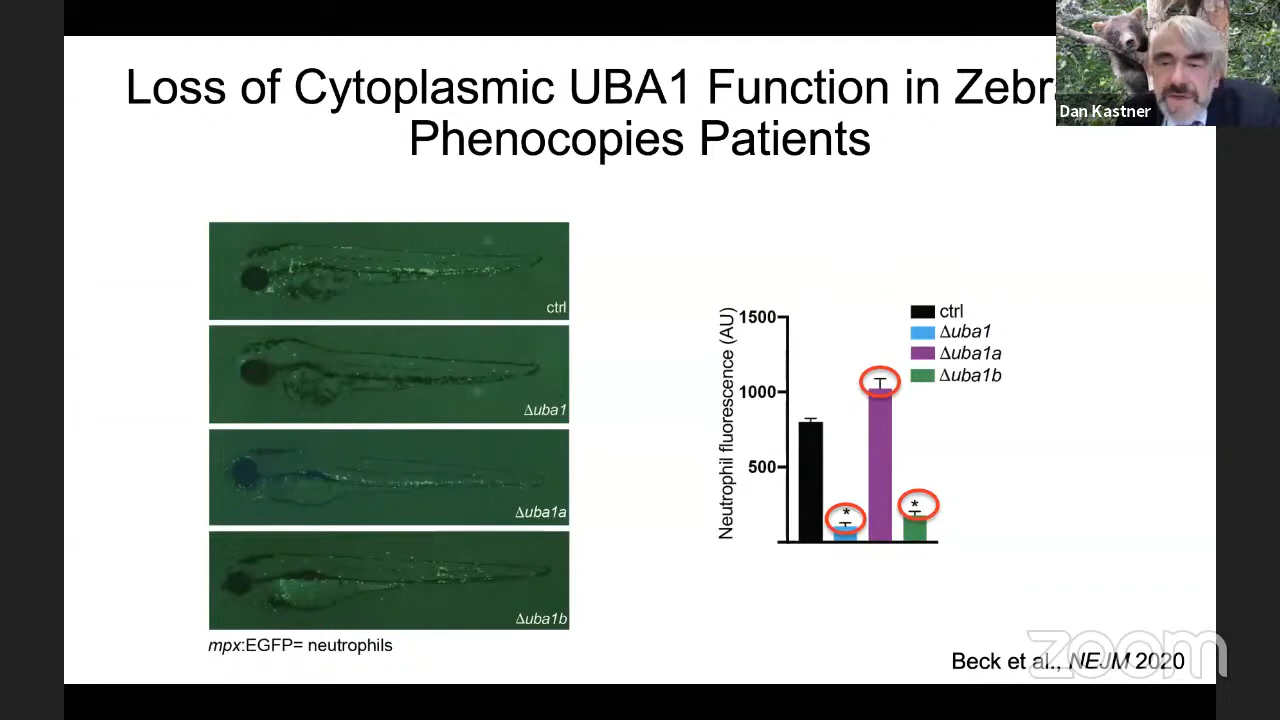 Loss of Cytoplasmic UBA1 Function in
Phenocopies Patients
Dan Kastner
ctrl
Δuba1
Δuba1a
Δuba1b
mpx:EGFP= neutrophils
Neutrophil fluorescence (AU)
1500
1000
500
*
*
ctrl
Δuba1
Δuba1a
Δuba1b
zoom
Beck et al., NEJM 2020